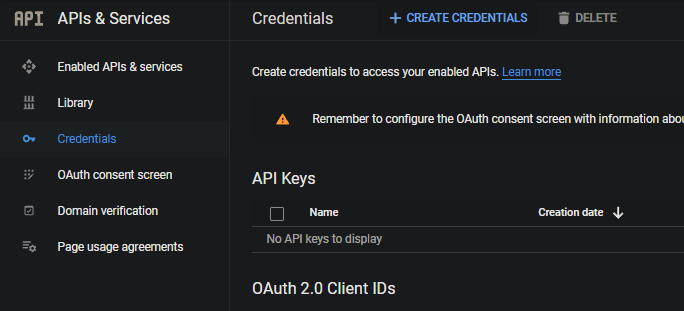 API APIs & Services
Enabled APIs & services
Library
Credentials
OAuth consent screen
Domain verification
Page usage agreements
Credentials + CREATE CREDENTIALS DELETE
Create credentials to access your enabled APIs. Learn more
Remember to configure the OAuth consent screen with information
API Keys
Name Creation date
No API keys to display
OAuth 2.0 Client IDs